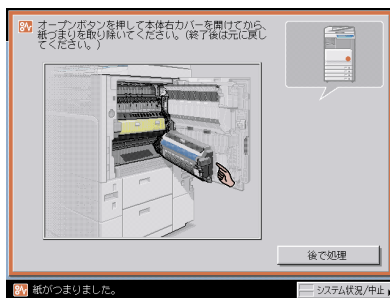 オープンボタンを押して本体右カバーを開けてから、
紙づまりを取り除いてください。（終了後は元に戻し
てください。）
後で処理
紙がつまりました。
システム状況/中止